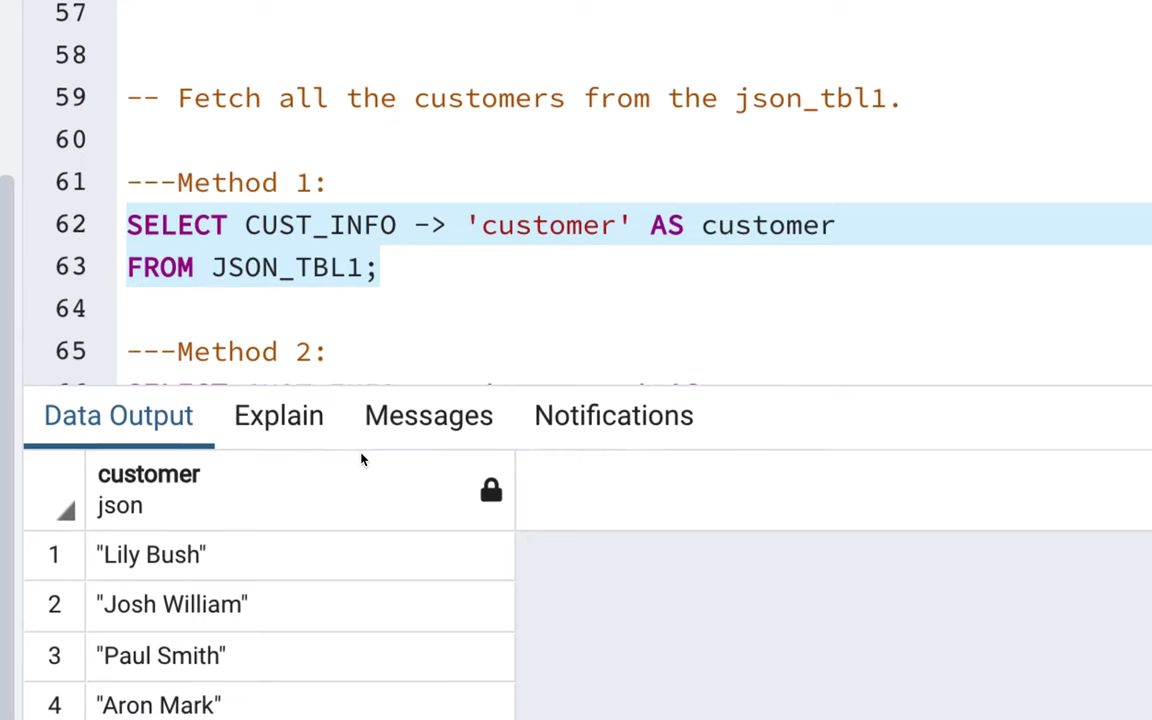 57
58
59 -- Fetch all the customers from the json_tbl1.
60
61 ---Method 1:
62 SELECT CUST_INFO -> 'customer' AS customer
63 FROM JSON_TBL1;
64
65 ---Method 2:
Data Output Explain Messages Notifications
customer
json
1 "Lily Bush"
2 "Josh William"
3 "Paul Smith"
4 "Aron Mark"